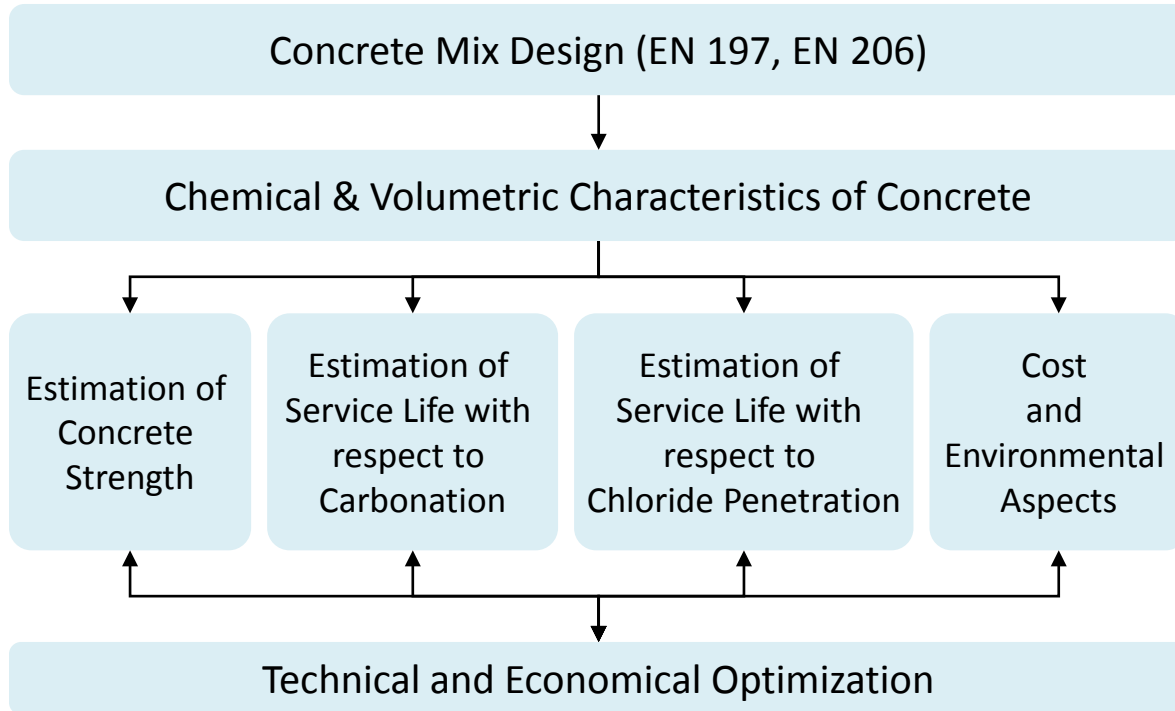 Concrete Mix Design (EN 197, EN 206)
Chemical & Volumetric Characteristics of Concrete
Estimation of
Concrete
Strength
Estimation of
Service Life with
respect to
Carbonation
Estimation of
Service Life with
respect to
Chloride Penetration
Cost
and
Environmental
Aspects
Technical and Economical Optimization